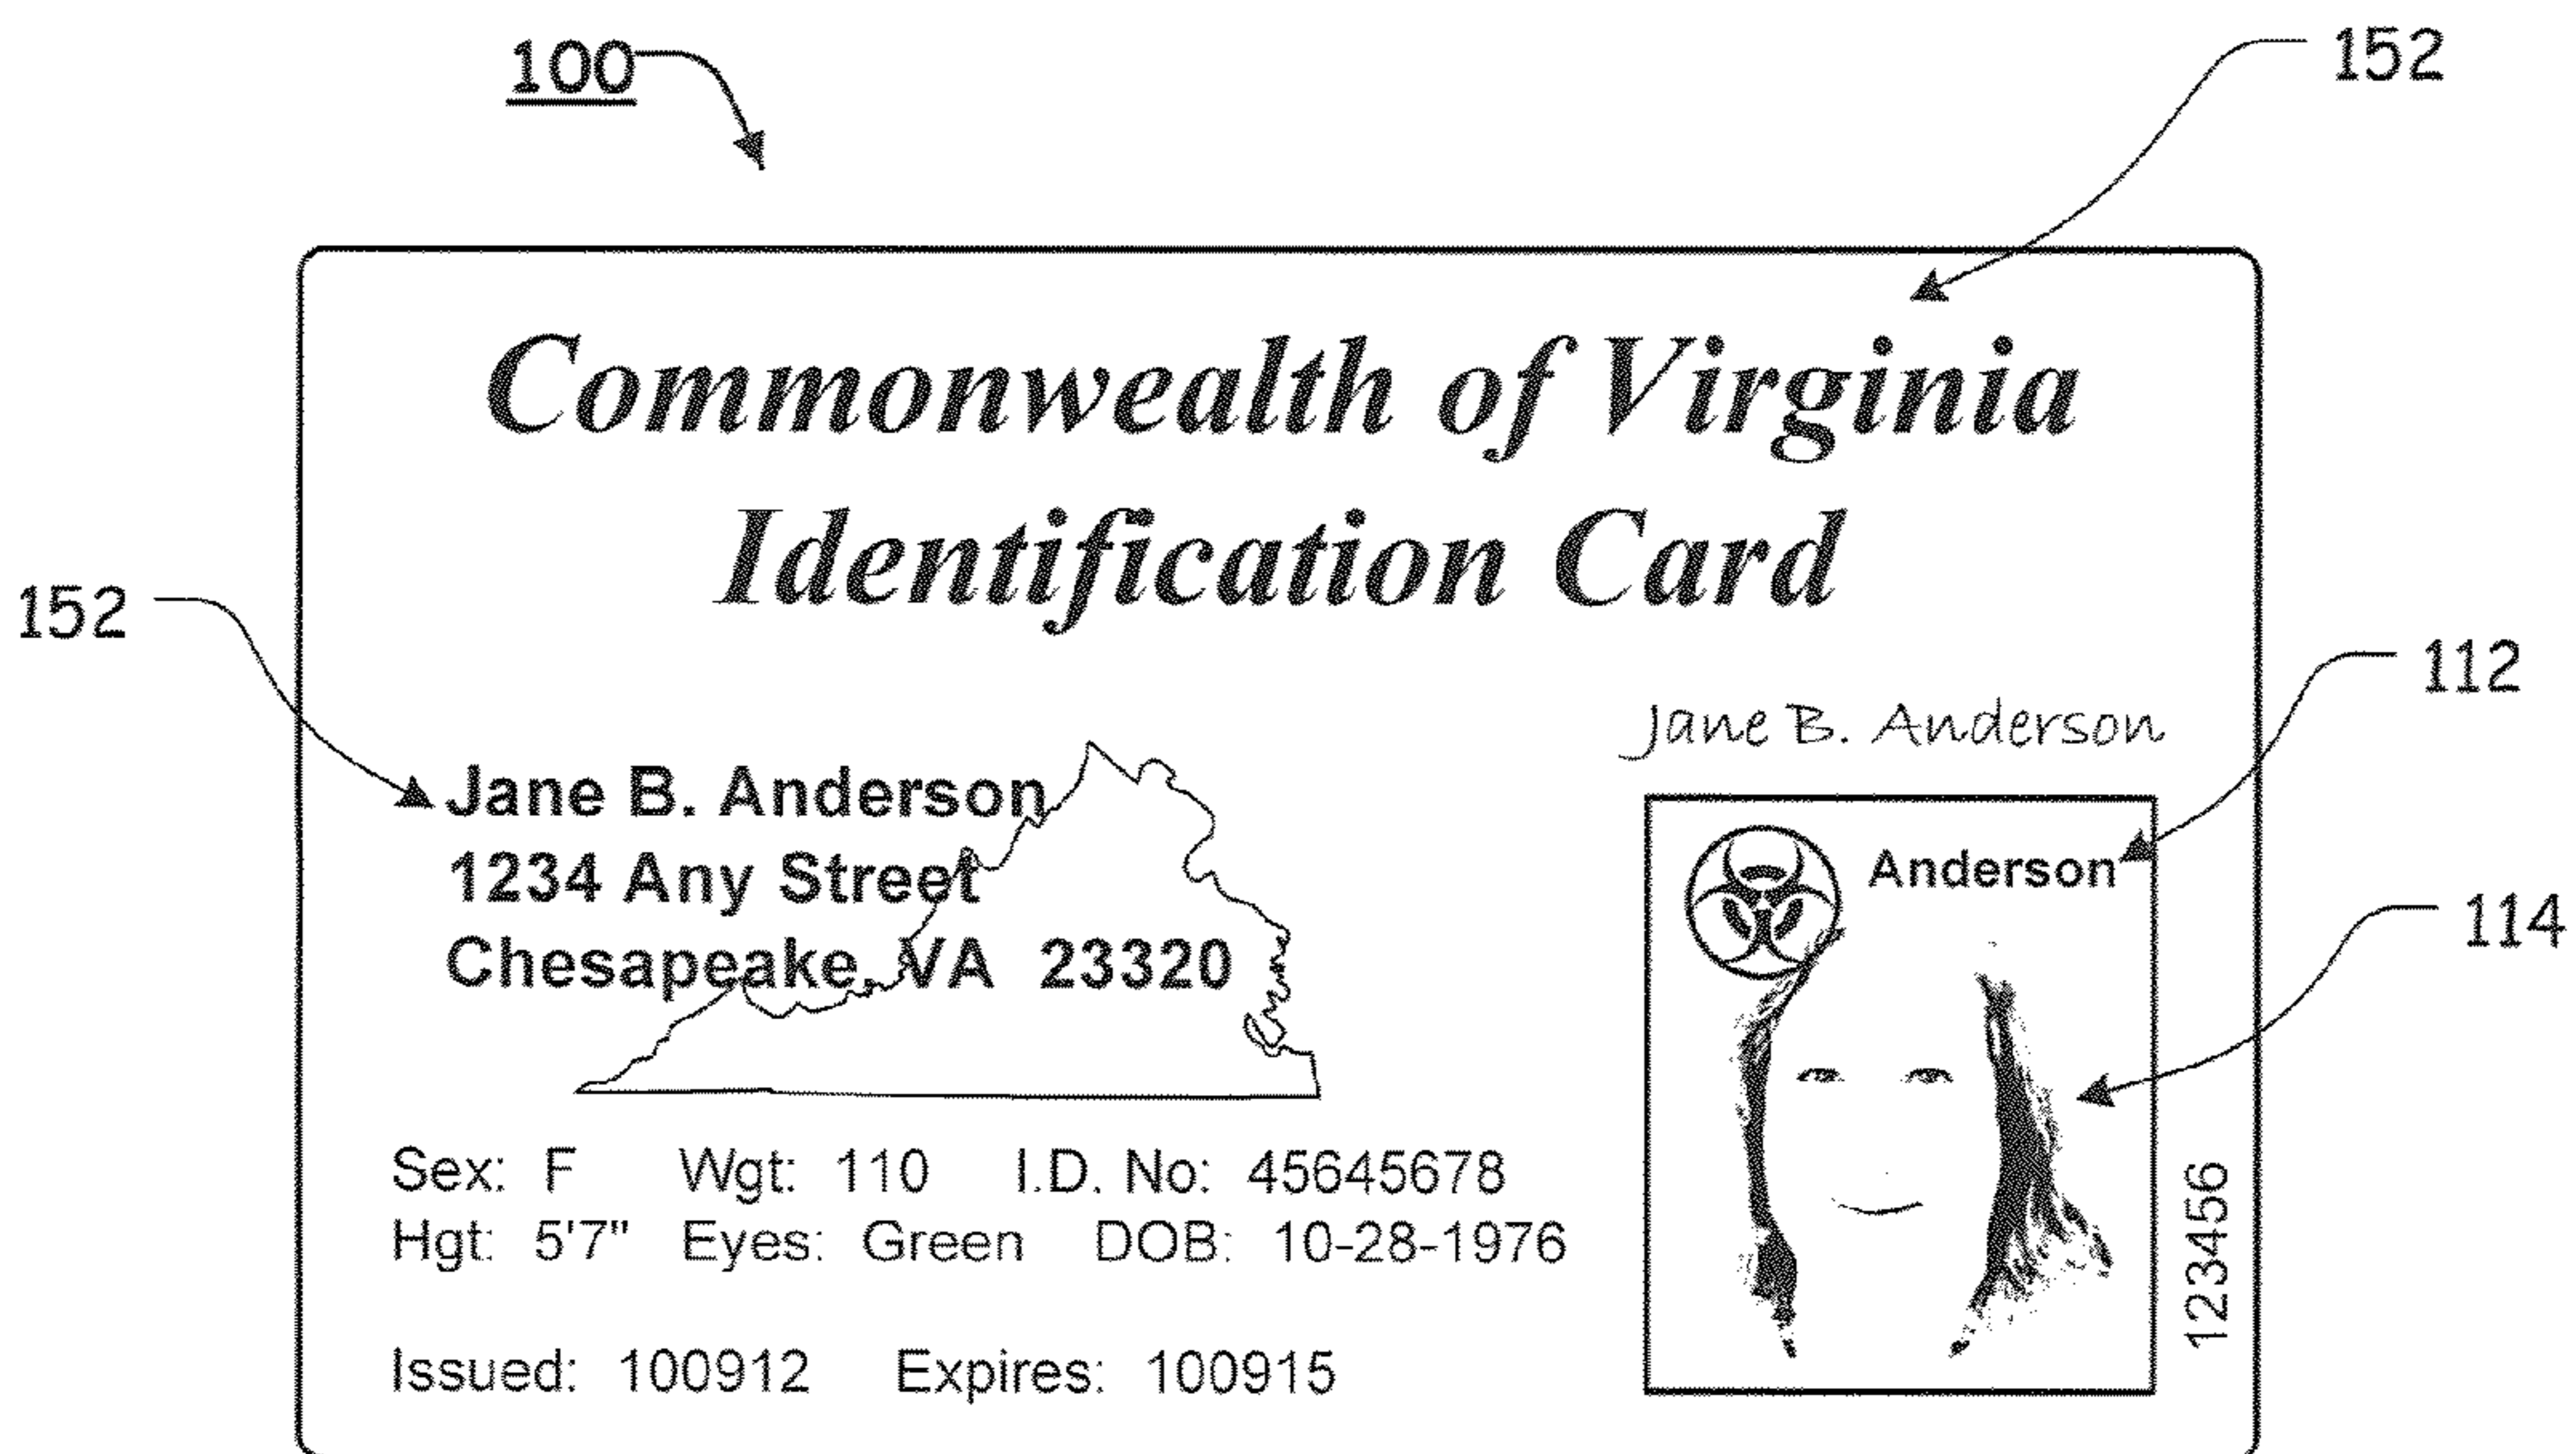 100
152
Commonwealth of Virginia
Identification Card
152
112
Jane B. Anderson
Jane B. Anderson
1234 Any Street
Chesapeake, VA 23320
Anderson
114
Sex: F Wgt: 110 I.D. No: 45645678
Hgt: 5'7" Eyes: Green DOB: 10-28-1976
Issued: 100912 Expires: 100915
123456